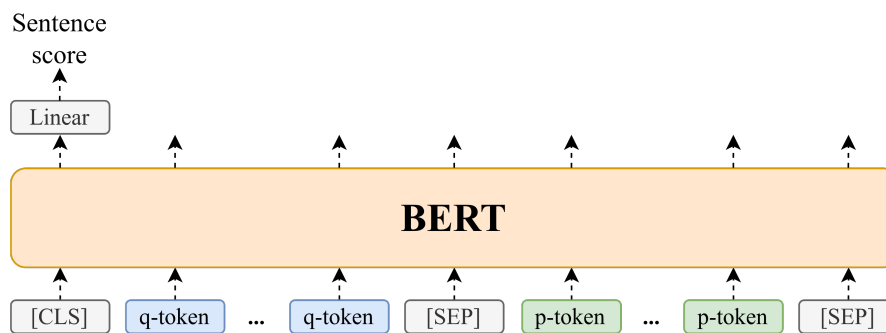 Sentence
score
Linear
BERT
[CLS] q-token ... q-token [SEP] p-token ... p-token [SEP]